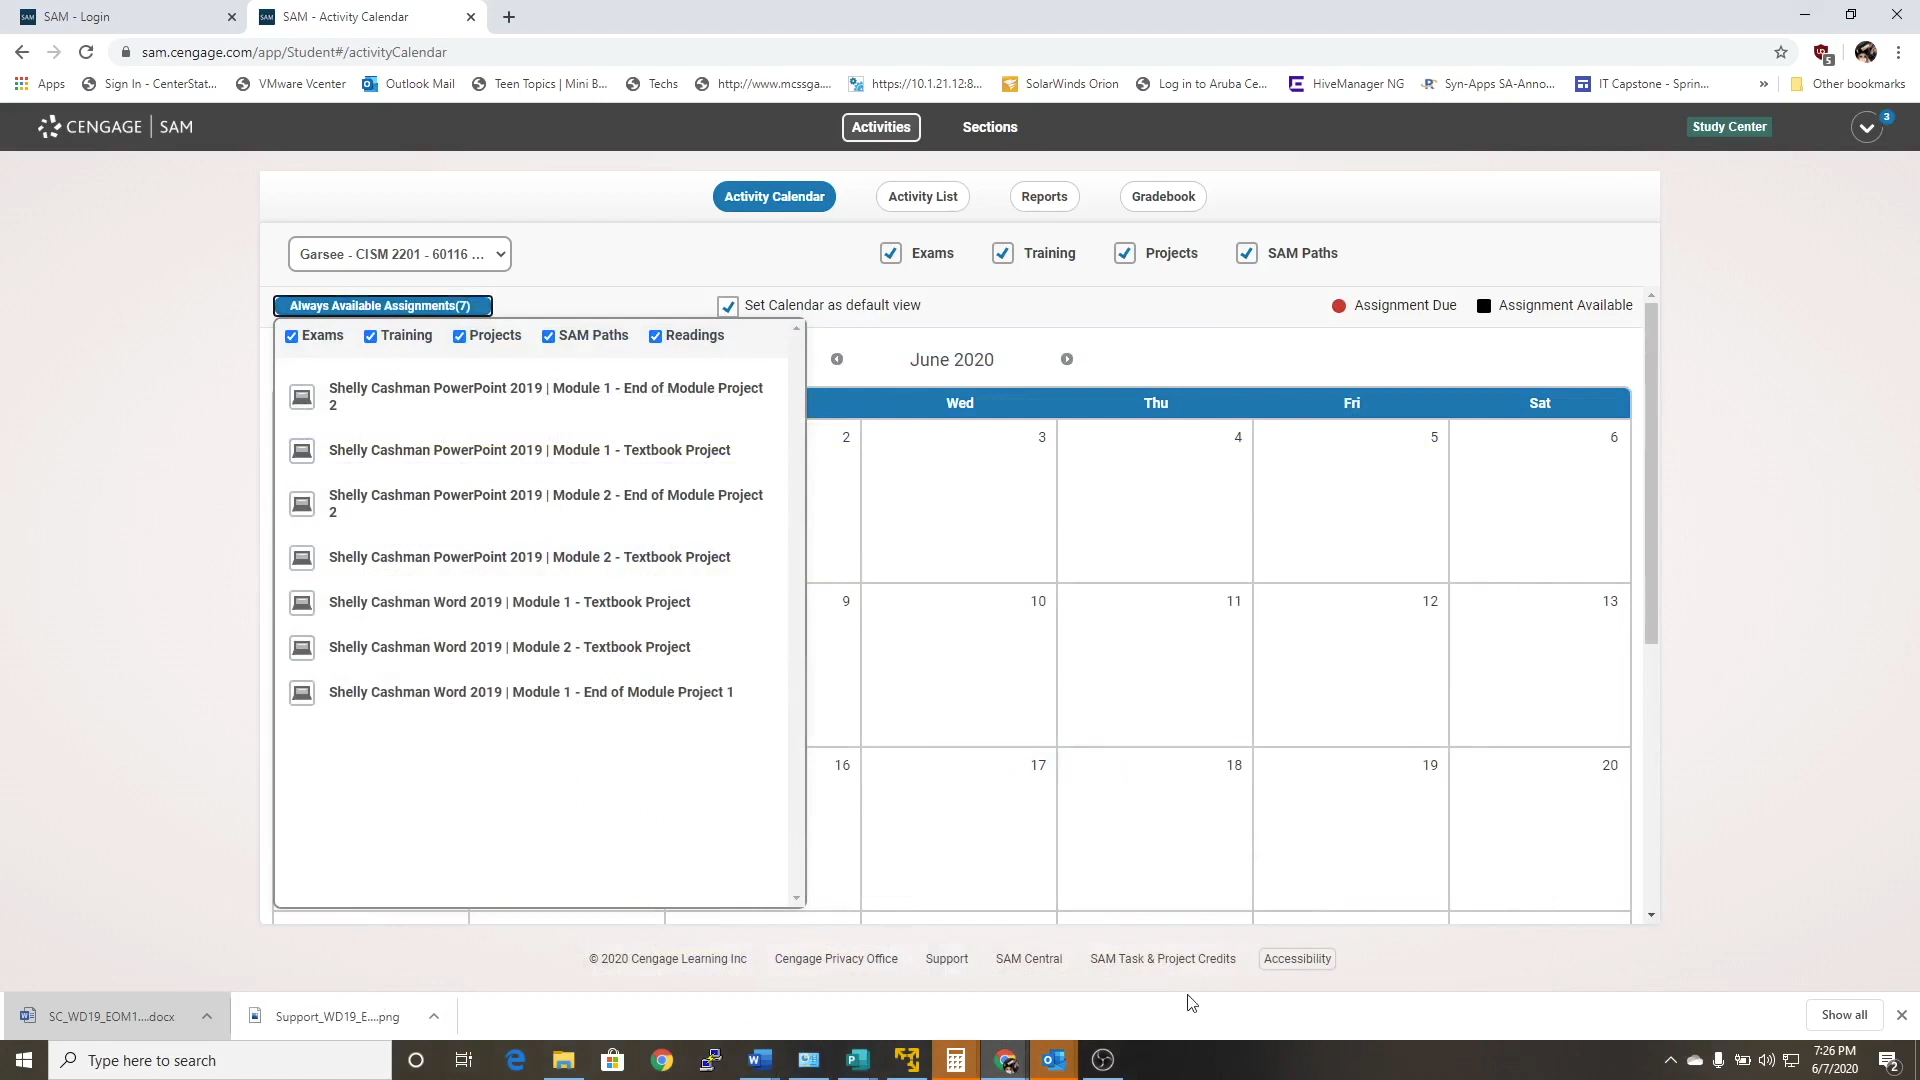 SAM SAM - Login
SAM SAM - Activity Calendar
sam.cengage.com/app/Student#/activityCalendar
5
Apps
Sign In - CenterStat...
VMware Vcenter
Outlook Mail
Teen Topics | Mini B...
Techs
http://www.mcssga....
https://10.1.21.12:8...
SolarWinds Orion
Log in to Aruba Ce...
HiveManager NG
Syn-Apps SA-Anno...
IT Capstone - Sprin...
»
Other bookmarks
CENGAGE | SAM
Activities
Sections
Study Center
3
Activity Calendar
Activity List
Reports
Gradebook
Garsee - CISM 2201 - 60116 ...
Exams
Training
Projects
SAM Paths
Always Available Assignments(7)
Set Calendar as default view
Assignment Due
Assignment Available
Exams
Training
Projects
SAM Paths
Readings
Shelly Cashman PowerPoint 2019 | Module 1 - End of Module Project
2
Shelly Cashman PowerPoint 2019 | Module 1 - Textbook Project
Shelly Cashman PowerPoint 2019 | Module 2 - End of Module Project
2
Shelly Cashman PowerPoint 2019 | Module 2 - Textbook Project
Shelly Cashman Word 2019 | Module 1 - Textbook Project
Shelly Cashman Word 2019 | Module 2 - Textbook Project
Shelly Cashman Word 2019 | Module 1 - End of Module Project 1
June 2020
Wed
Thu
Fri
Sat
2
3
4
5
6
9
10
11
12
13
16
17
18
19
20
© 2020 Cengage Learning Inc
Cengage Privacy Office
Support
SAM Central
SAM Task & Project Credits
Accessibility
SC_WD19_EOM1....docx
Support_WD19_E....png
Show all
Type here to search
7:26 PM
6/7/2020
2